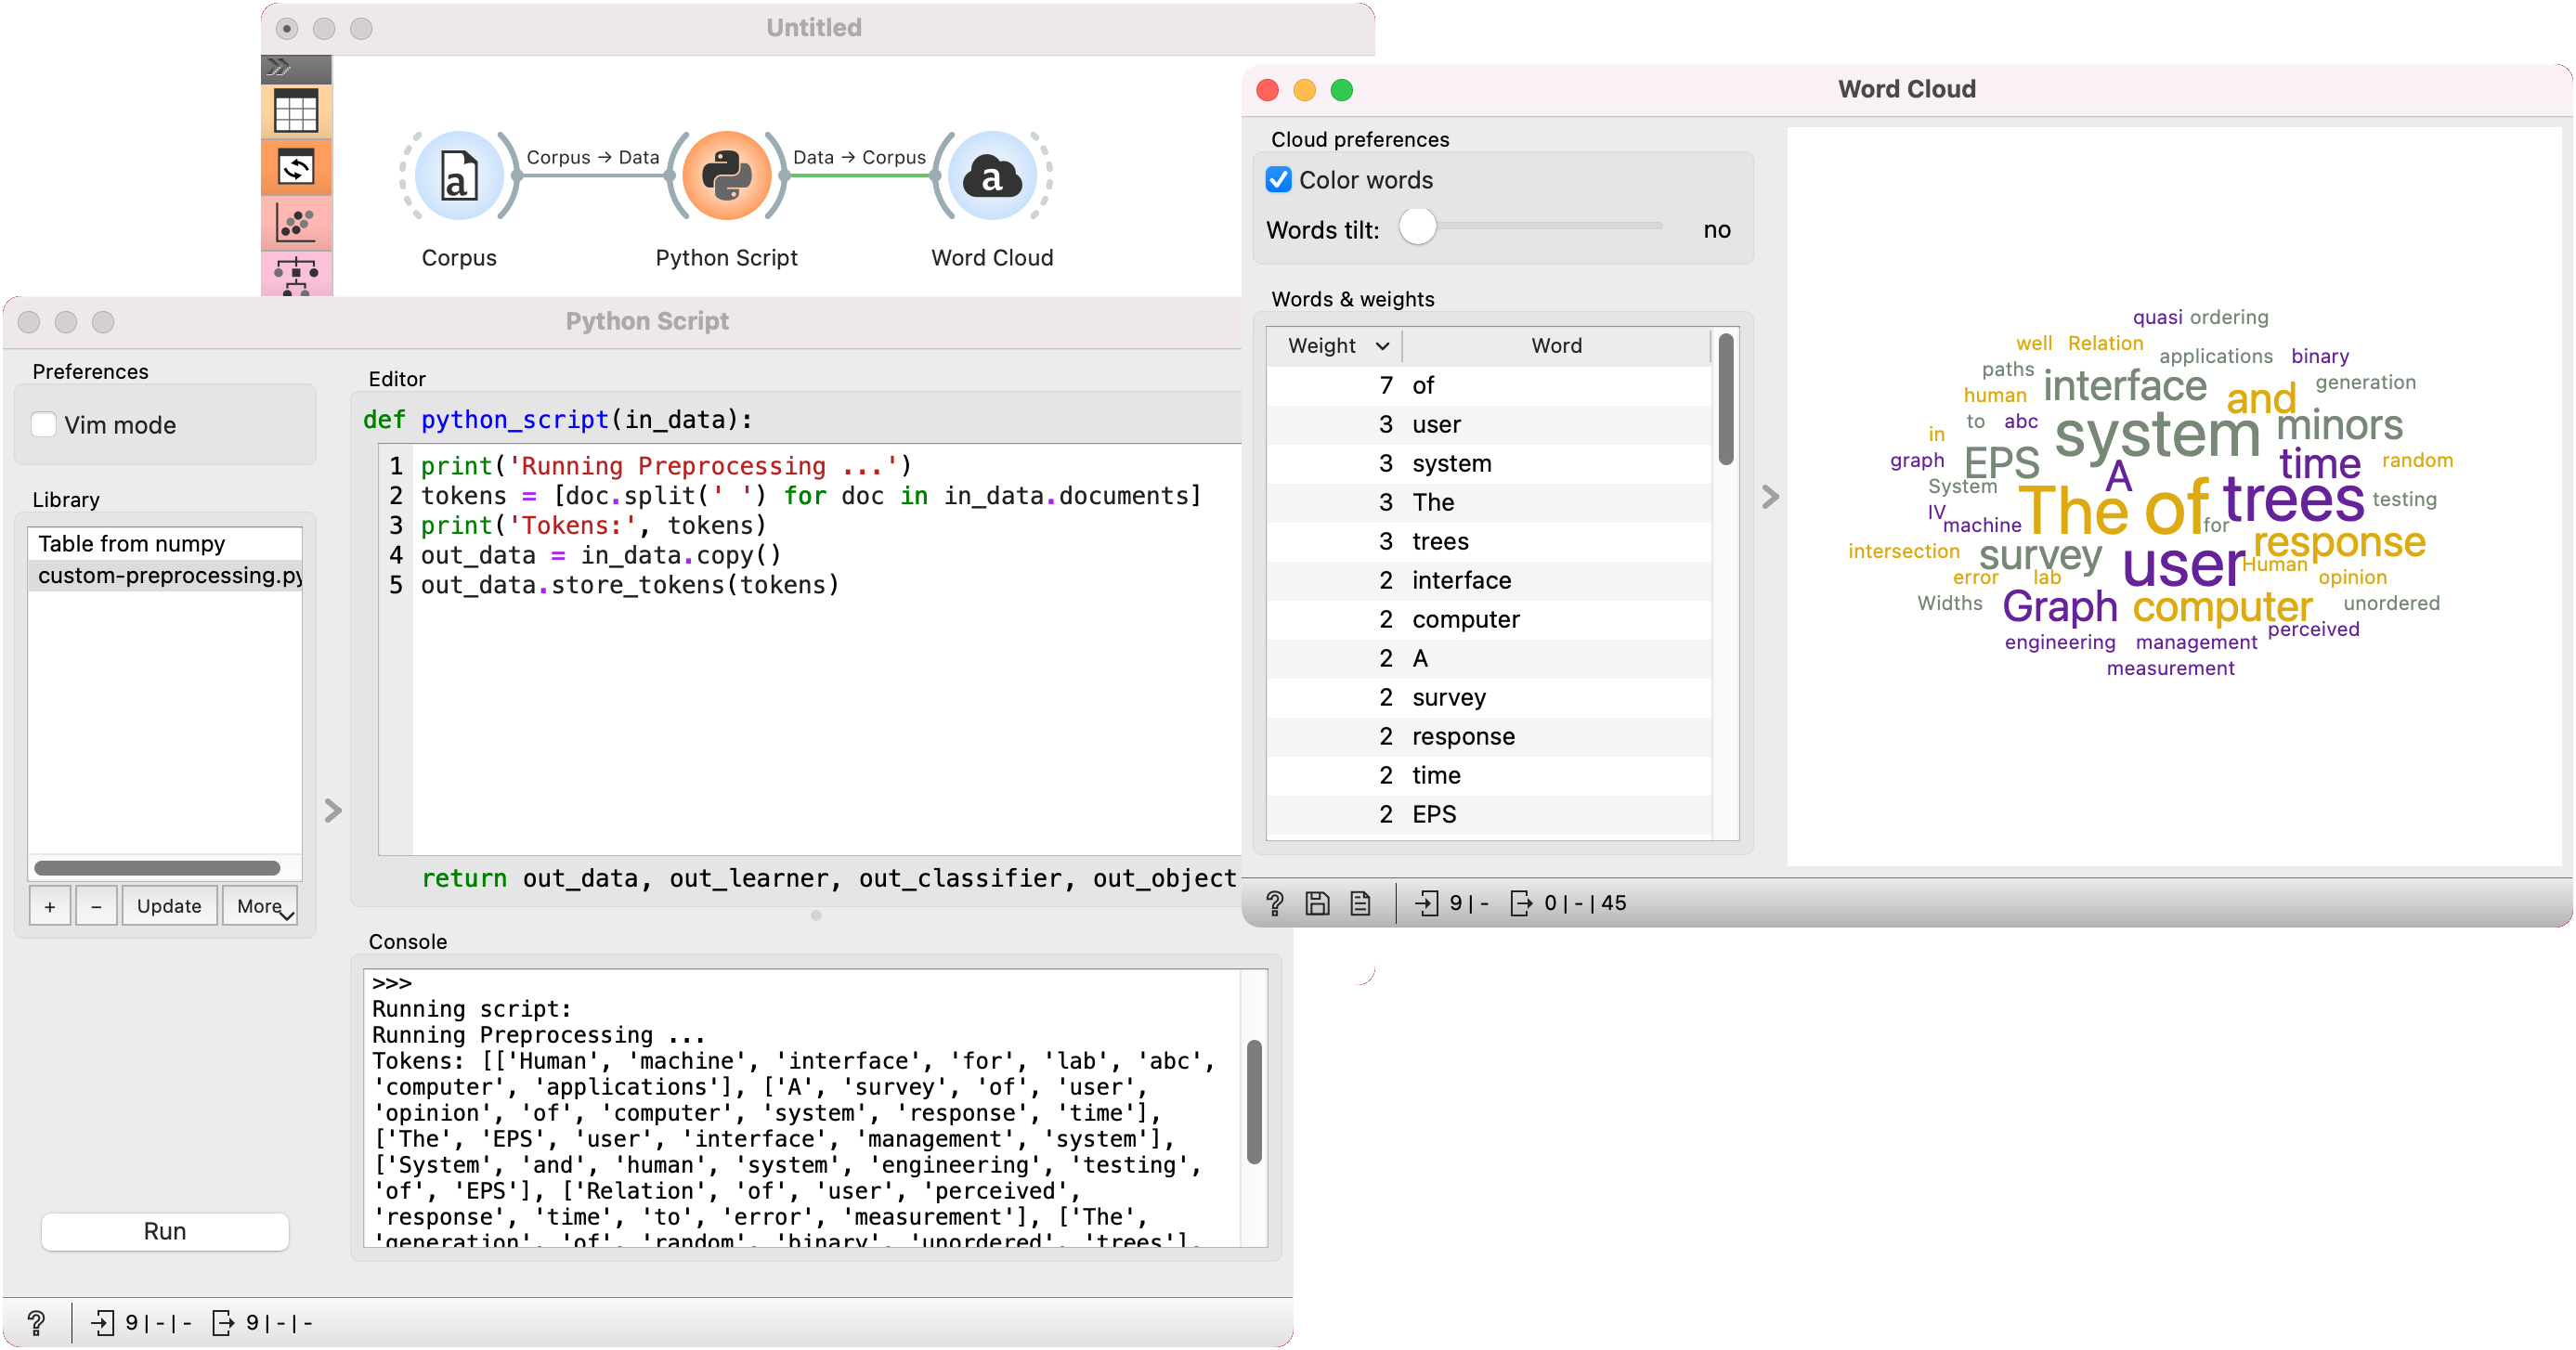 Untitled
Corpus → Data
Data → Corpus
a
a
Corpus
Python Script
Word Cloud
Python Script
Preferences
Vim mode
Library
Table from numpy
custom-preprocessing.py
+
−
Update
More
Run
Editor
def python_script(in_data):
1 print('Running Preprocessing ...')
2 tokens = [doc.split(' ') for doc in in_data.documents]
3 print('Tokens:', tokens)
4 out_data = in_data.copy()
5 out_data.store_tokens(tokens)
return out_data, out_learner, out_classifier, out_object
Console
>>>
Running script:
Running Preprocessing ...
Tokens: [['Human', 'machine', 'interface', 'for', 'lab', 'abc',
'computer', 'applications'], ['A', 'survey', 'of', 'user',
'opinion', 'of', 'computer', 'system', 'response', 'time'],
['The', 'EPS', 'user', 'interface', 'management', 'system'],
['System', 'and', 'human', 'system', 'engineering', 'testing',
'of', 'EPS'], ['Relation', 'of', 'user', 'perceived',
'response', 'time', 'to', 'error', 'measurement'], ['The',
'generation', 'of', 'random', 'binary', 'unordered', 'trees'],
? 9 | - | - 9 | - | -
Word Cloud
Cloud preferences
Color words
Words tilt: no
Words & weights
Weight Word
7 of
3 user
3 system
3 The
3 trees
2 interface
2 computer
2 A
2 survey
2 response
2 time
2 EPS
quasi ordering
well Relation
applications binary
paths
interface
generation
human
and
to abc
system
minors
in
graph
EPS
A
time
random
System
The
of
trees
testing
IV
machine
for
intersection
survey
user
response
Human
error
lab
opinion
Widths
Graph
computer
unordered
perceived
engineering
management
measurement
? 9 | - 0 | - | 45